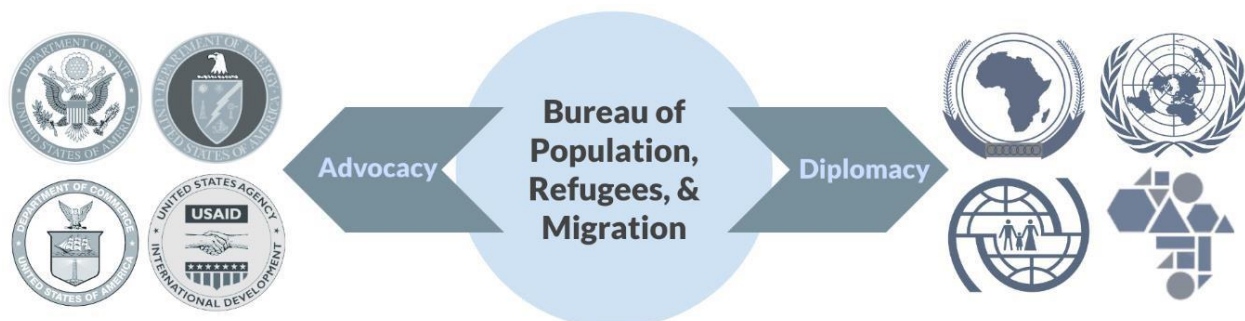 DEPARTMENT OF STATE
UNITED STATES OF AMERICA
DEPARTMENT OF ENERGY
UNITED STATES OF AMERICA
DEPARTMENT OF COMMERCE
UNITED STATES OF AMERICA
UNITED STATES AGENCY
USAID
INTERNATIONAL DEVELOPMENT
Advocacy
Bureau of
Population,
Refugees, &
Migration
Diplomacy